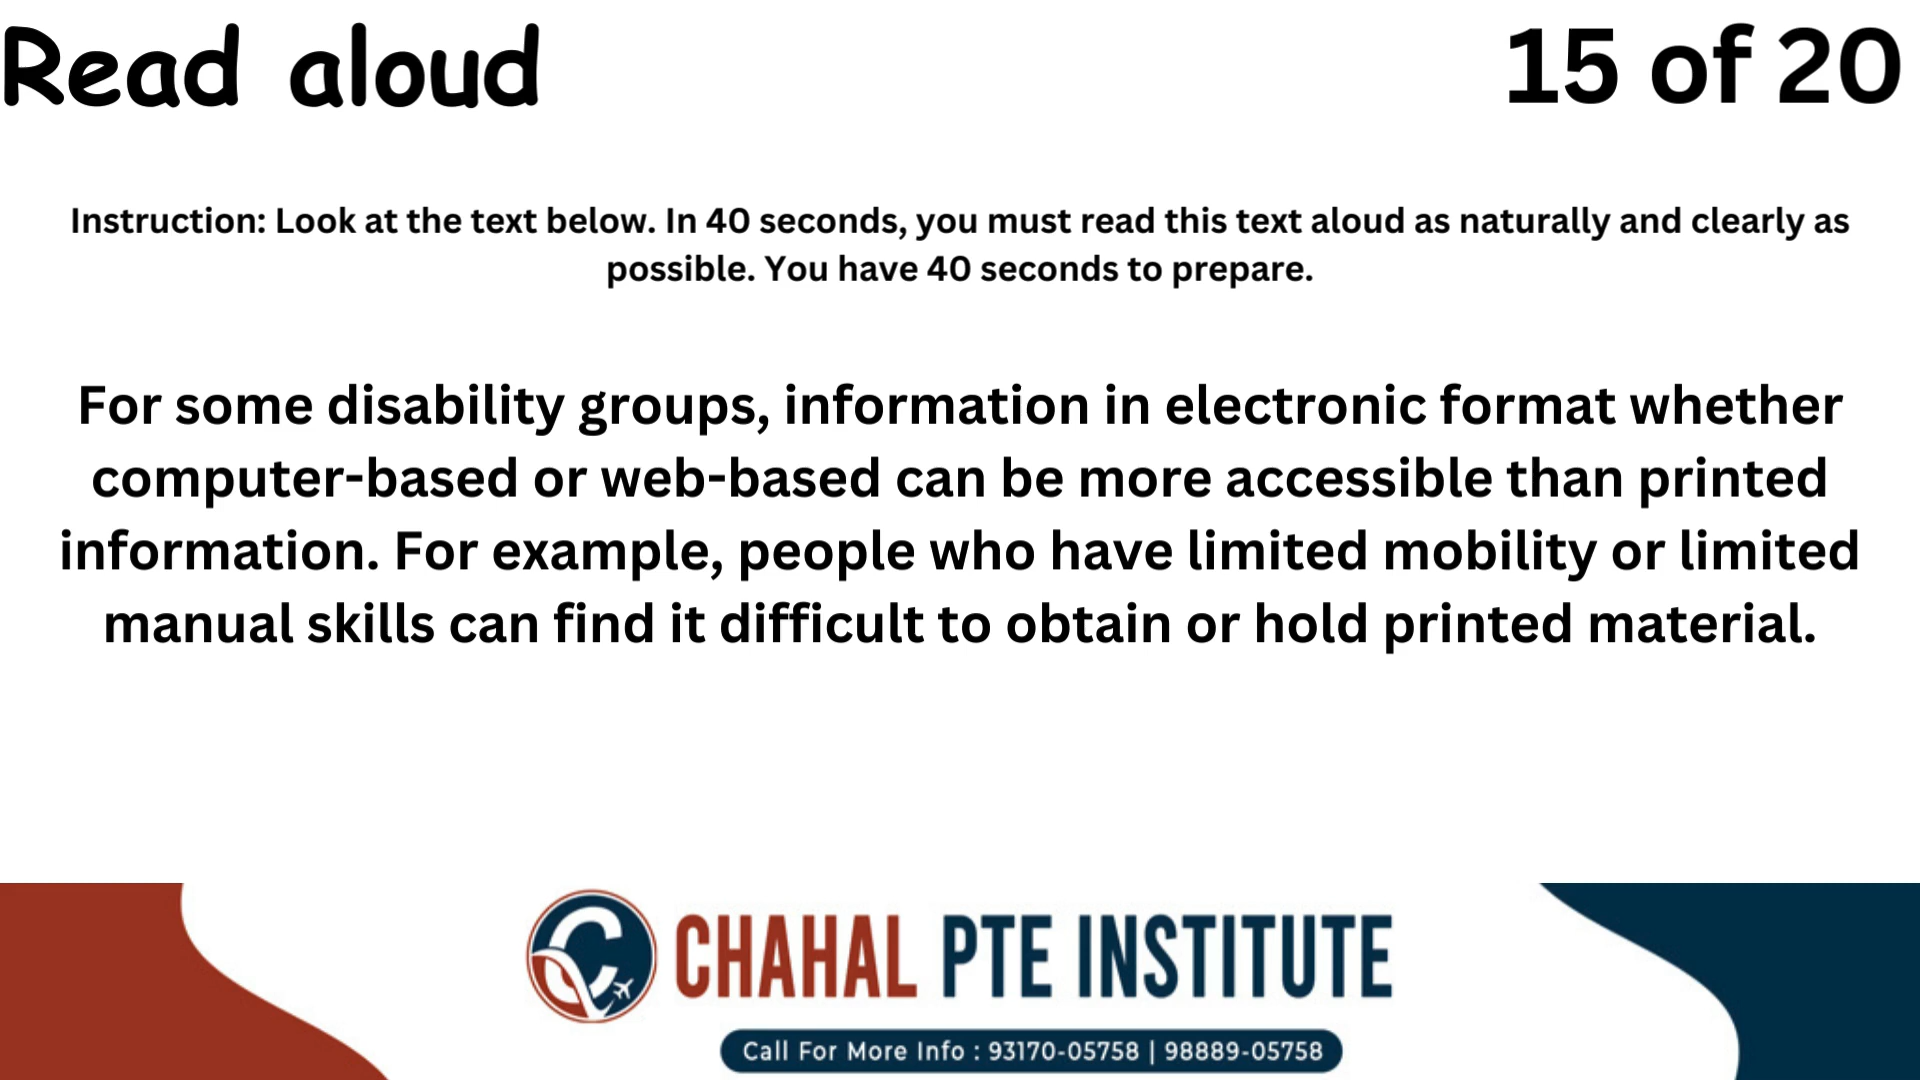 Read aloud
15 of 20
Instruction: Look at the text below. In 40 seconds, you must read this text aloud as naturally and clearly as
possible. You have 40 seconds to prepare.
For some disability groups, information in electronic format whether
computer-based or web-based can be more accessible than printed
information. For example, people who have limited mobility or limited
manual skills can find it difficult to obtain or hold printed material.
CHAHAL PTE INSTITUTE
Call For More Info : 93170-05758 | 98889-05758